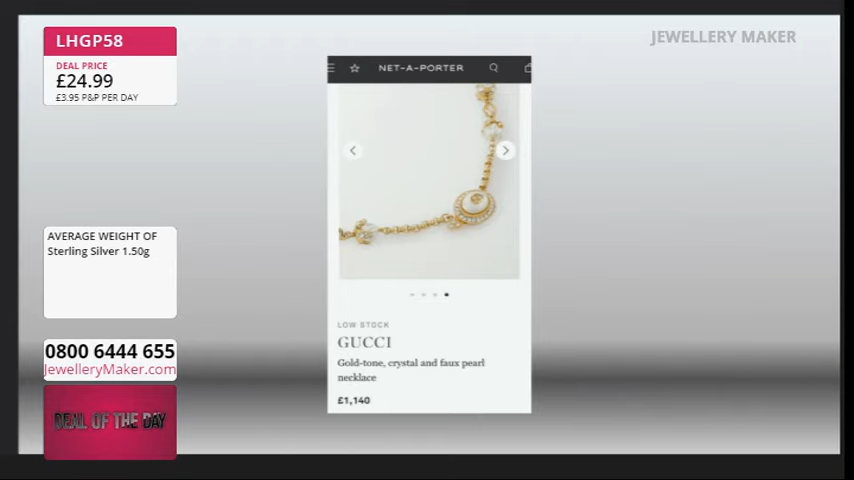 LHGP58
DEAL PRICE
£24.99
£3.95 P&P PER DAY
JEWELLERY MAKER
NET-A-PORTER
AVERAGE WEIGHT OF
Sterling Silver 1.50g
LOW STOCK
GUCCI
Gold-tone, crystal and faux pearl
necklace
£1,140
0800 6444 655
JewelleryMaker.com
DEAL OF THE DAY